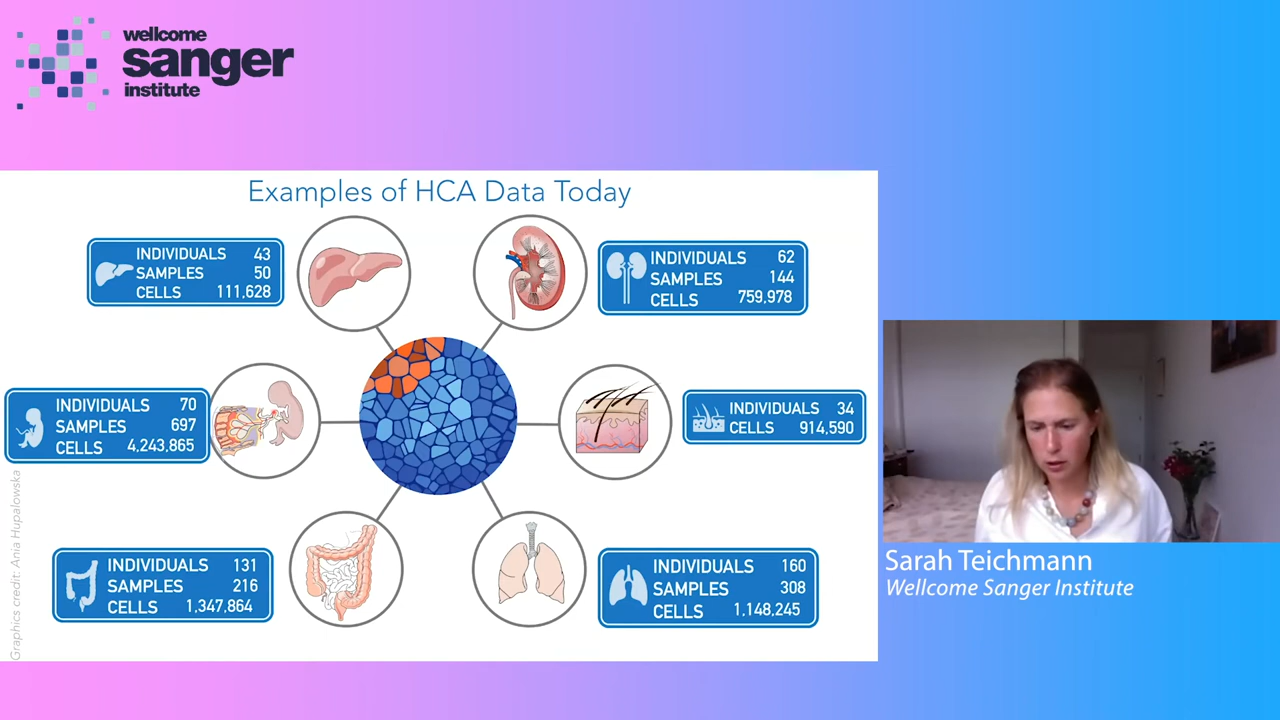 wellcome
sanger
institute
Examples of HCA Data Today
INDIVIDUALS 43
SAMPLES 50
CELLS 111,628
INDIVIDUALS 62
SAMPLES 144
CELLS 759,978
INDIVIDUALS 70
SAMPLES 697
CELLS 4,243,865
INDIVIDUALS 34
CELLS 914,590
INDIVIDUALS 131
SAMPLES 216
CELLS 1,347,864
INDIVIDUALS 160
SAMPLES 308
CELLS 1,148,245
Graphics credit: Ania Hupalowska
Sarah Teichmann
Wellcome Sanger Institute